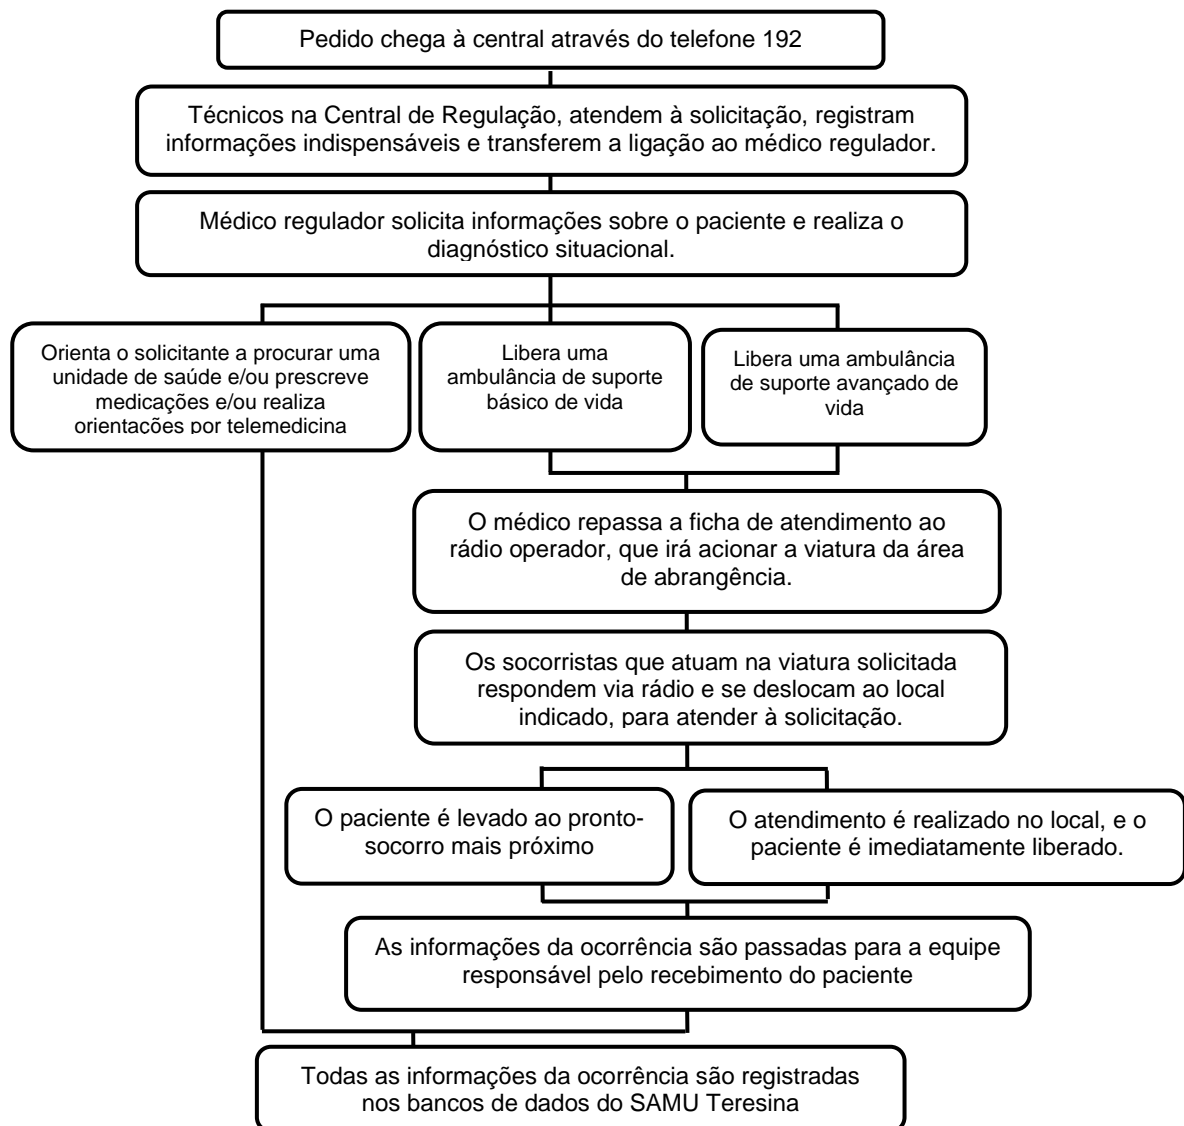 Pedido chega à central através do telefone 192
Técnicos na Central de Regulação, atendem à solicitação, registram
informações indispensáveis e transferem a ligação ao médico regulador.
Médico regulador solicita informações sobre o paciente e realiza o
diagnóstico situacional.
Orienta o solicitante a procurar uma
unidade de saúde e/ou prescreve
medicações e/ou realiza
orientações por telemedicina
Libera uma
ambulância de suporte
básico de vida
Libera uma ambulância
de suporte avançado de
vida
O médico repassa a ficha de atendimento ao
rádio operador, que irá acionar a viatura da área
de abrangência.
Os socorristas que atuam na viatura solicitada
respondem via rádio e se deslocam ao local
indicado, para atender à solicitação.
O paciente é levado ao pronto-
socorro mais próximo
O atendimento é realizado no local, e o
paciente é imediatamente liberado.
As informações da ocorrência são passadas para a equipe
responsável pelo recebimento do paciente
Todas as informações da ocorrência são registradas
nos bancos de dados do SAMU Teresina